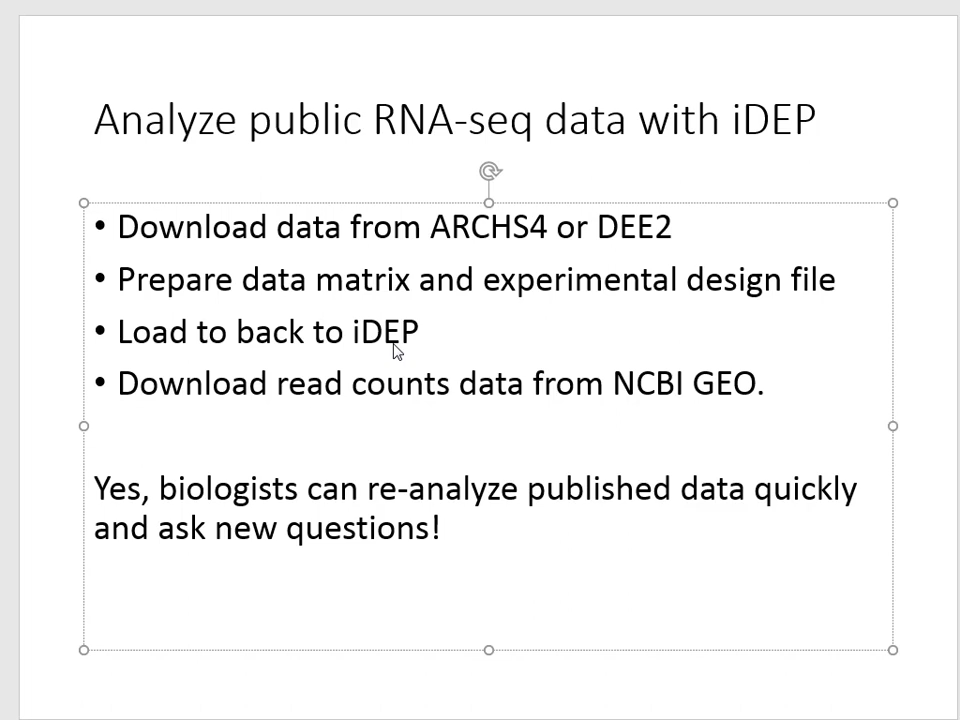 Analyze public RNA-seq data with iDEP
• Download data from ARCHS4 or DEE2
• Prepare data matrix and experimental design file
• Load to back to iDEP
• Download read counts data from NCBI GEO.
Yes, biologists can re-analyze published data quickly
and ask new questions!